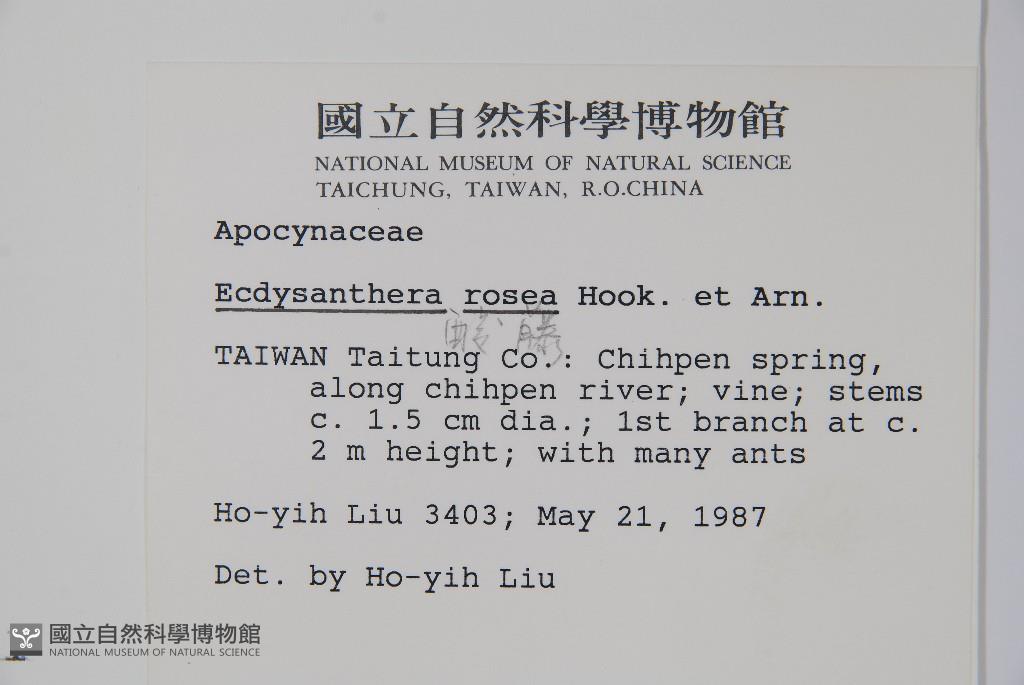 國立自然科學博物館
NATIONAL MUSEUM OF NATURAL SCIENCE
TAICHUNG, TAIWAN, R.O.CHINA
Apocynaceae
Ecdysanthera rosea Hook. et Arn.
酸藤
TAIWAN Taitung Co.: Chihpen spring,
along chihpen river; vine; stems
c. 1.5 cm dia.; 1st branch at c.
2 m height; with many ants
Ho-yih Liu 3403; May 21, 1987
Det. by Ho-yih Liu
國立自然科學博物館
NATIONAL MUSEUM OF NATURAL SCIENCE